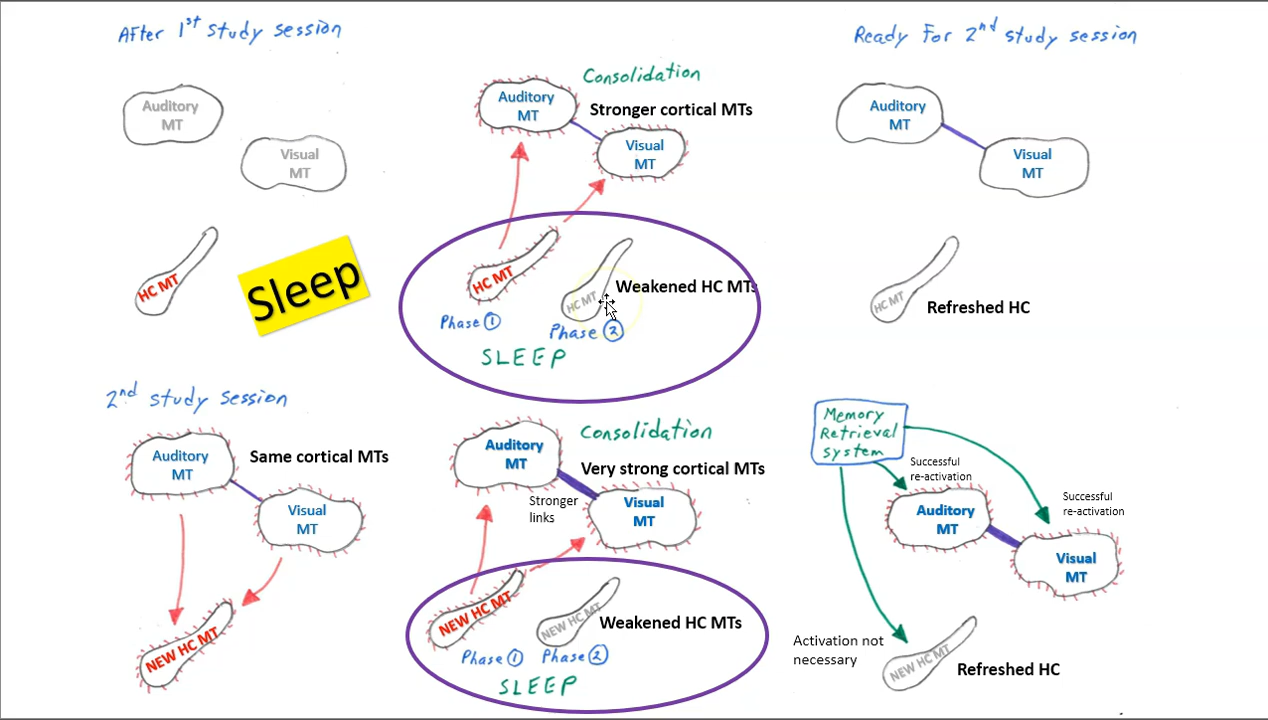 After 1st study session
Auditory
MT
Visual
MT
HC MT
Sleep
Consolidation
Auditory
MT
Stronger cortical MTs
Visual
MT
HC MT
HC MT
Weakened HC MTs
Phase 1
Phase 2
SLEEP
Ready for 2nd study session
Auditory
MT
Visual
MT
HC MT
Refreshed HC
2nd study session
Auditory
MT
Same cortical MTs
Visual
MT
NEW HC MT
Consolidation
Auditory
MT
Very strong cortical MTs
Stronger
links
Visual
MT
NEW HC MT
NEW HC MT
Weakened HC MTs
Phase 1
Phase 2
SLEEP
Memory
Retrieval
system
Successful
re-activation
Successful
re-activation
Auditory
MT
Visual
MT
Activation not
necessary
NEW HC MT
Refreshed HC